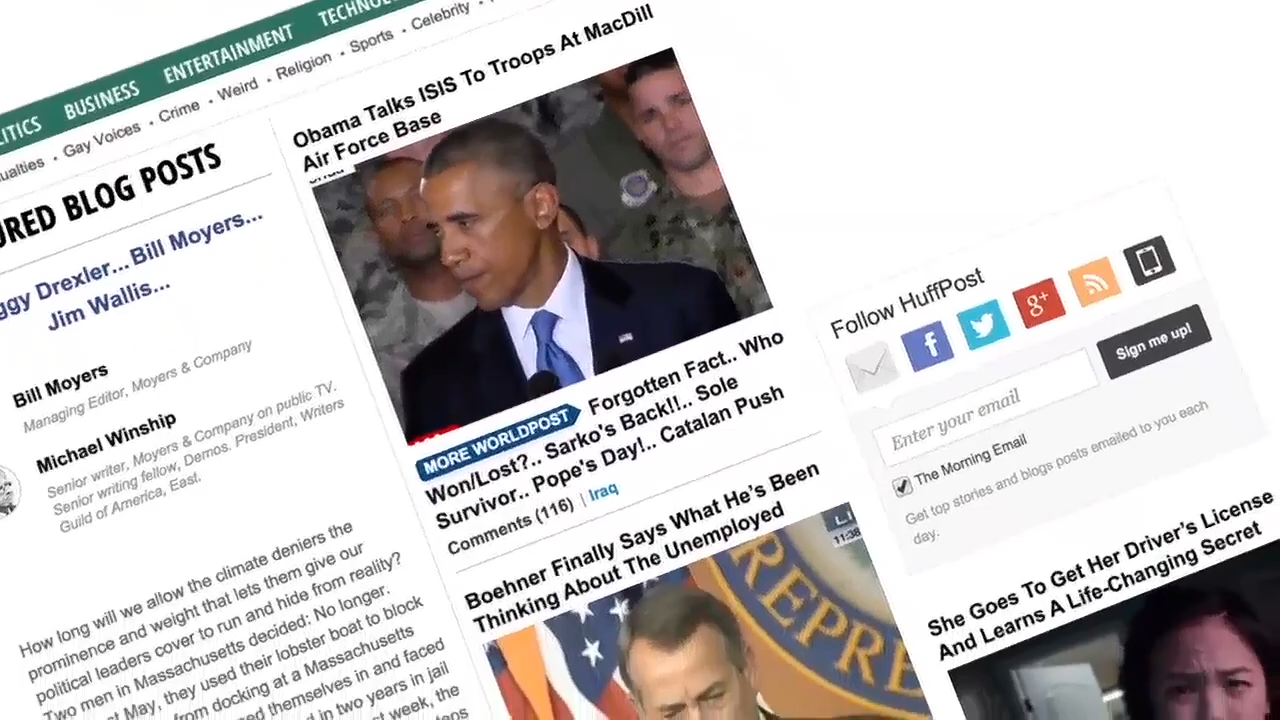 BUSINESS
ENTERTAINMENT
Gay Voices
Crime
Weird
Religion
Sports
Celebrity
BLOG POSTS
Drexler... Bill Moyers...
Jim Wallis...
Bill Moyers
Managing Editor, Moyers & Company
Michael Winship
Senior writer, Moyers & Company on public TV.
Senior writing fellow, Demos. President, Writers
Guild of America, East.
How long will we allow the climate deniers the
prominence and weight that lets them give our
political leaders cover to run and hide from reality?
Two men in Massachusetts decided: No longer.
May, they used their lobster boat to block
from docking at a Massachusetts
themselves in and faced
in two years in jail
week, the
Obama Talks ISIS To Troops At MacDill
Air Force Base
MORE WORLDPOST Forgotten Fact.. Who
Won/Lost?.. Sarko's Back!!.. Sole
Survivor.. Pope's Day!.. Catalan Push
Comments (116) | Iraq
Boehner Finally Says What He's Been
Thinking About The Unemployed
11:38
Follow HuffPost
f
g+
Enter your email
Sign me up!
The Morning Email
Get top stories and blogs posts emailed to you each
day.
She Goes To Get Her Driver's License
And Learns A Life-Changing Secret